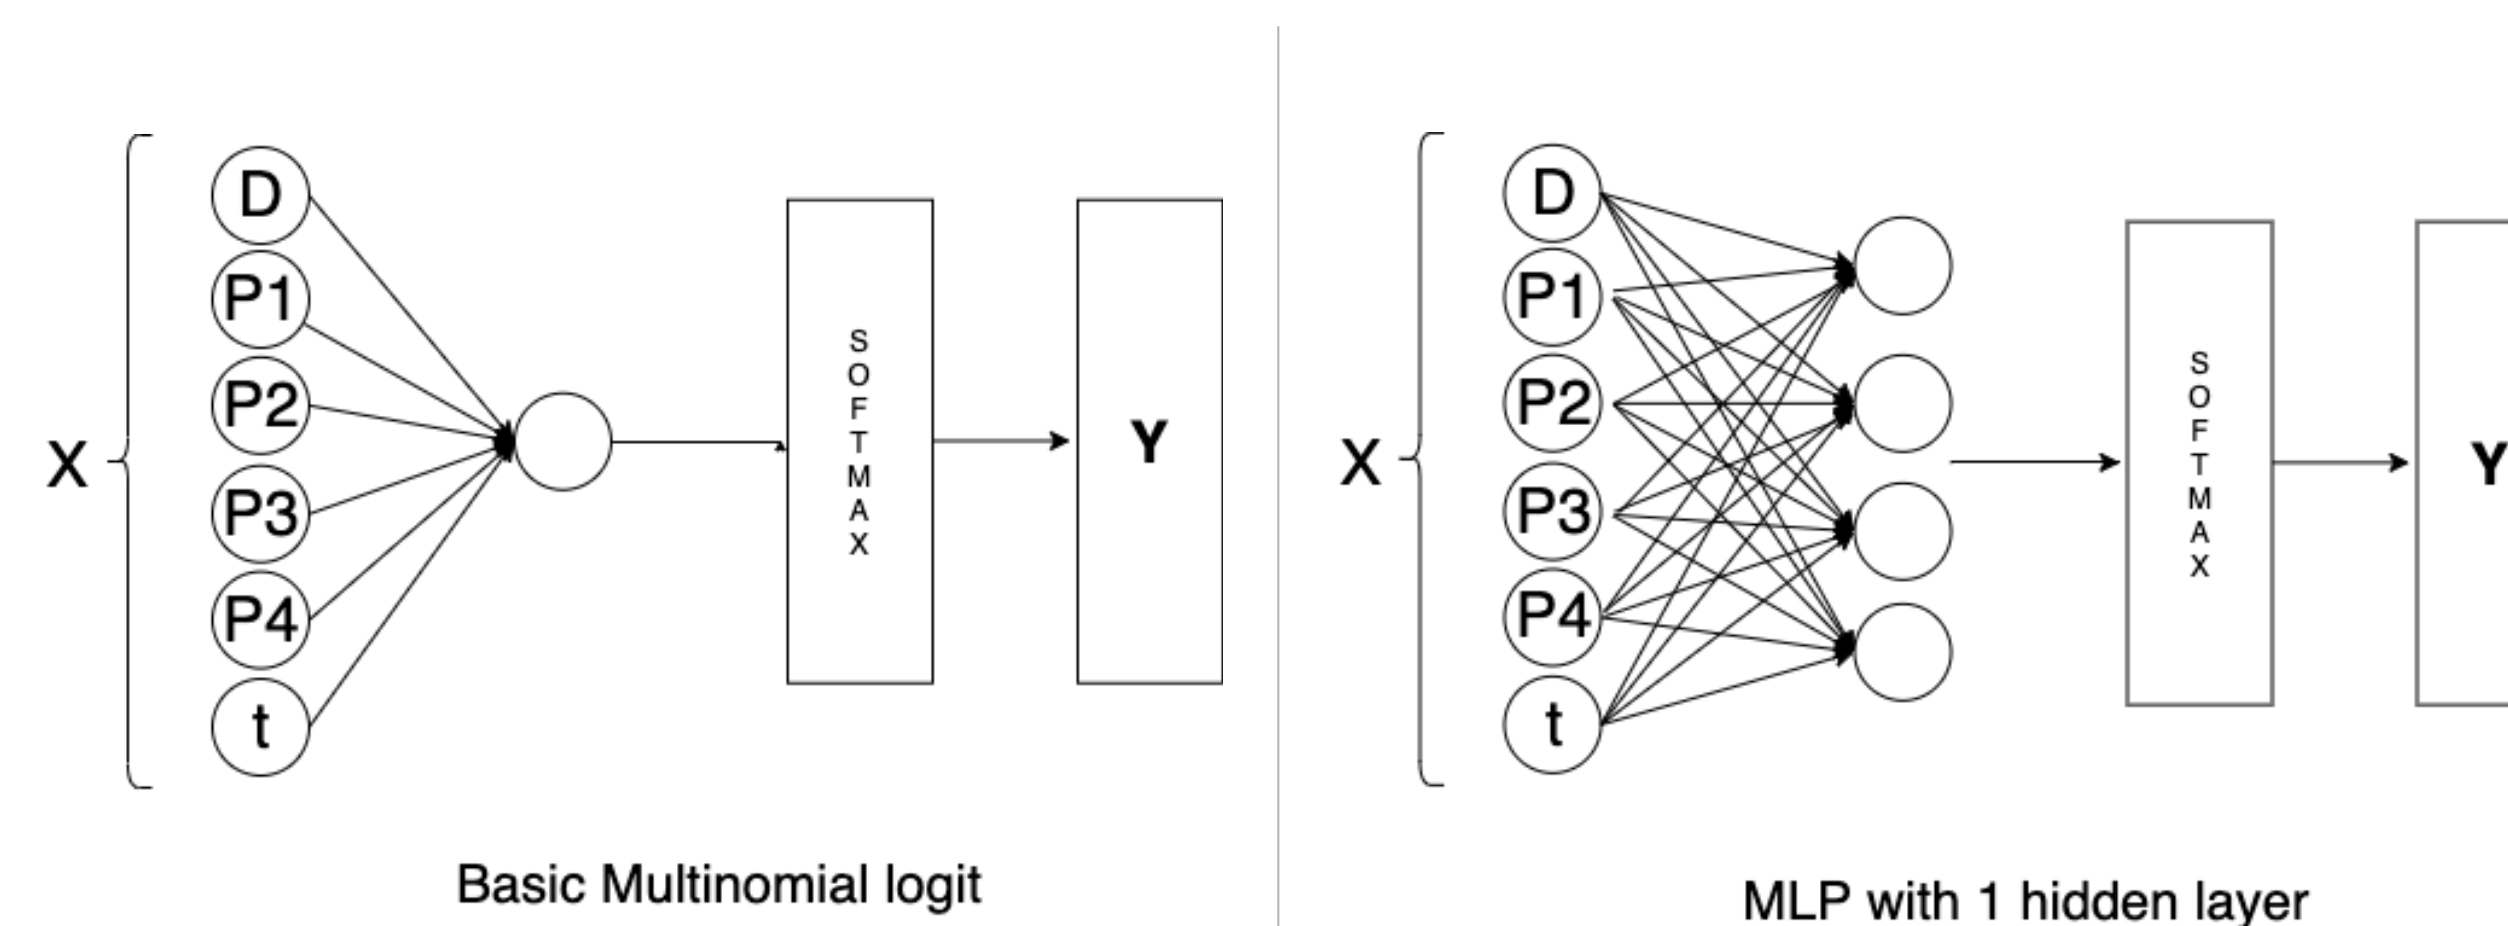 X
D
P1
P2
P3
P4
t
SOFTMAX
Y
Basic Multinomial logit
X
D
P1
P2
P3
P4
t
SOFTMAX
Y
MLP with 1 hidden layer